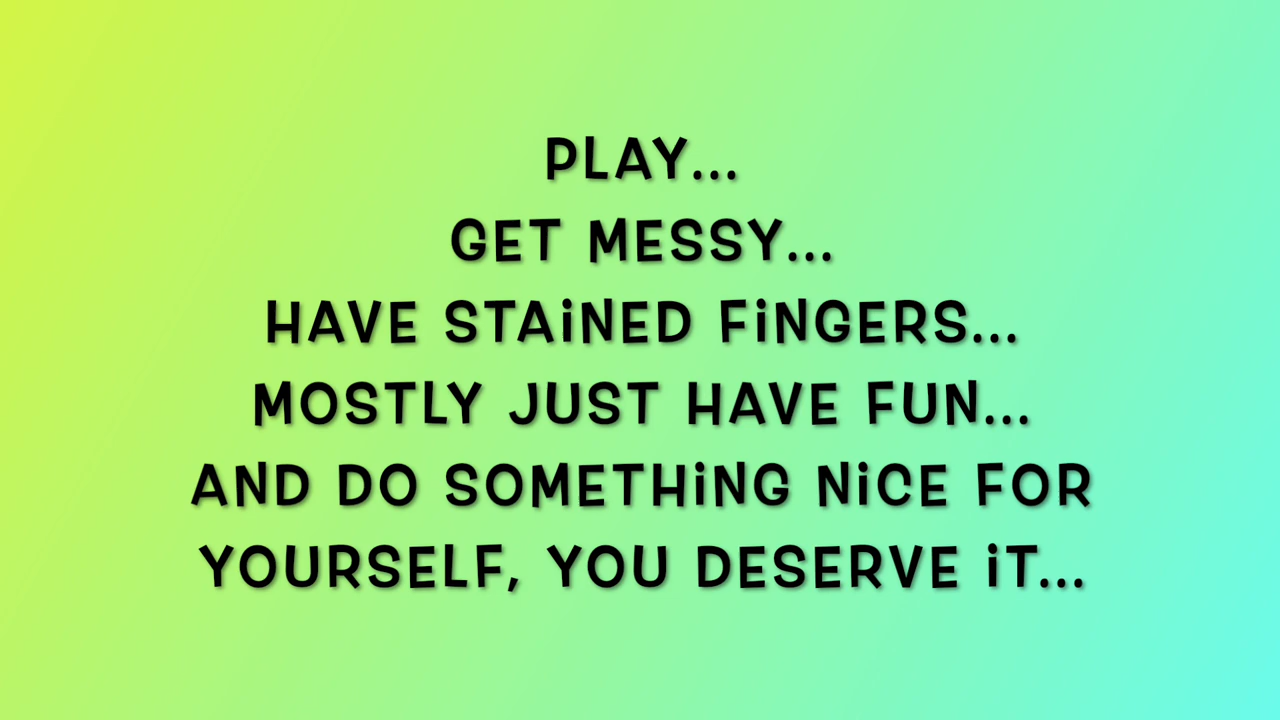 PLAY...
GET MESSY...
HAVE STAiNED FiNGERS...
MOSTLY JUST HAVE FUN...
AND DO SOMETHiNG NiCE FOR
YOURSELF, YOU DESERVE iT...